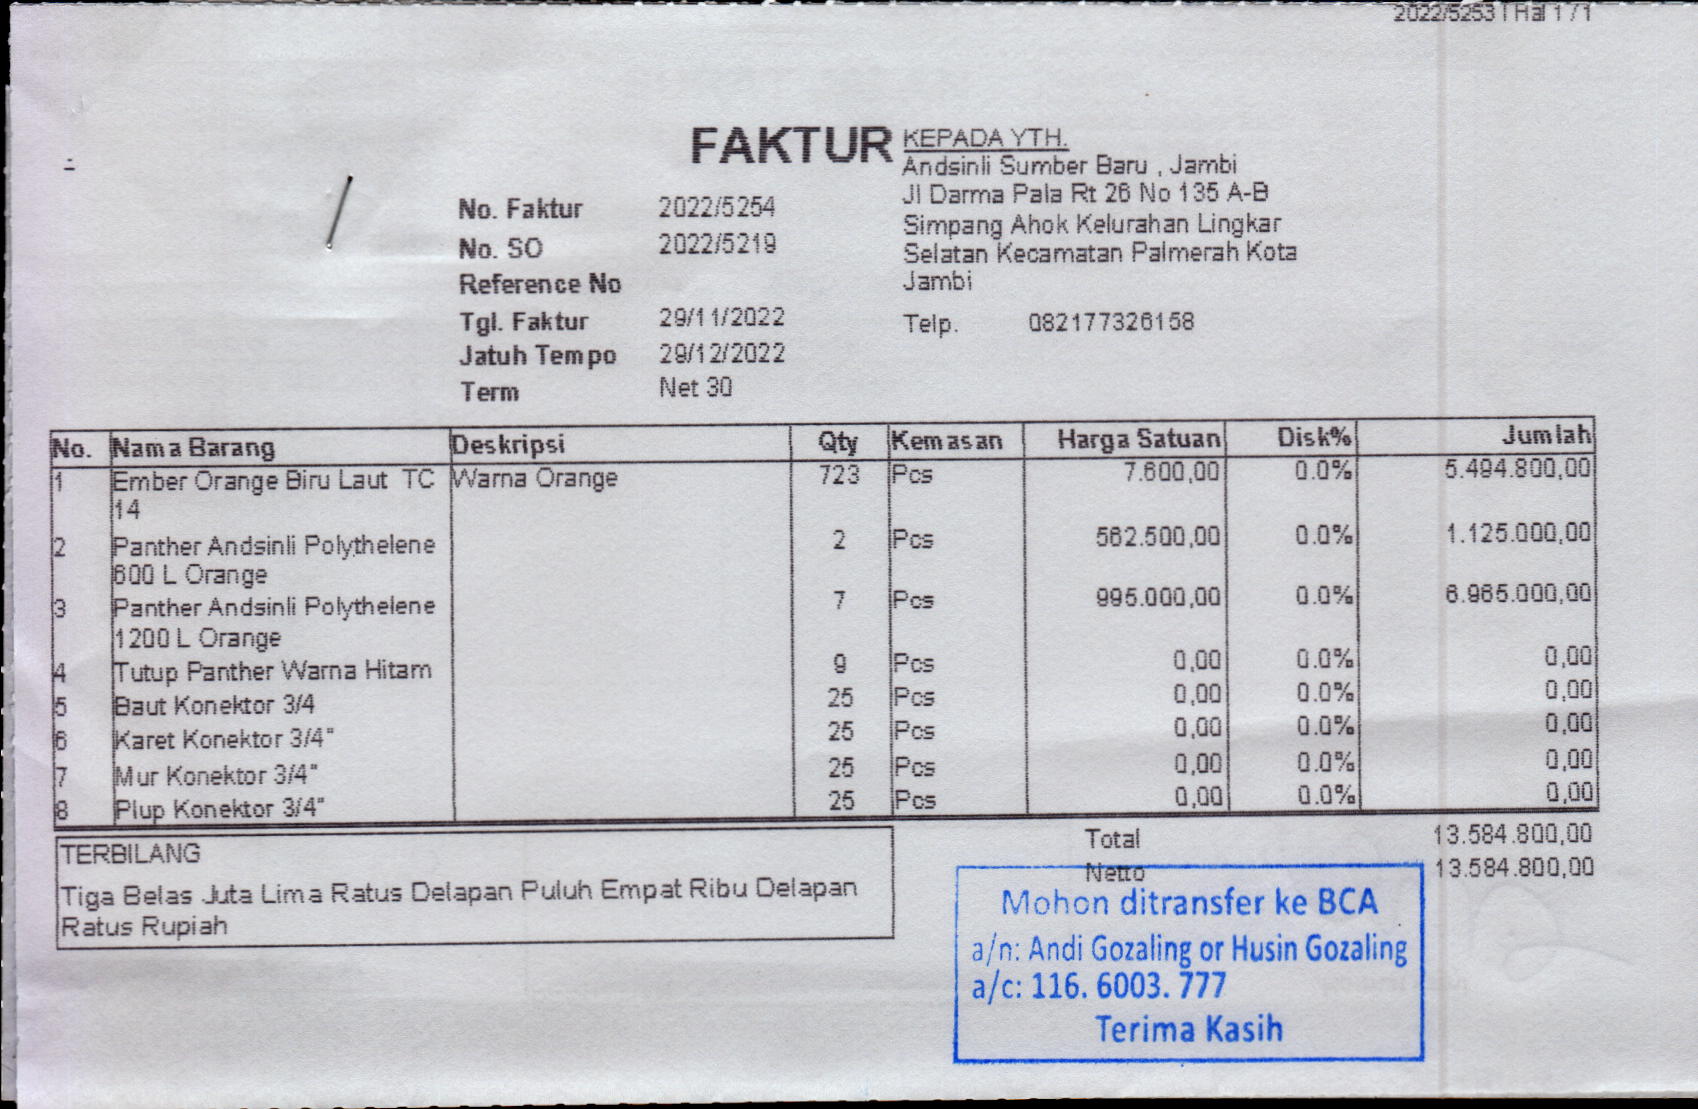 2022/5253 | Hal 1 / 1
FAKTUR
KEPADA YTH.
Andsinli Sumber Baru , Jambi
Jl Darma Pala Rt 26 No 135 A-B
Simpang Ahok Kelurahan Lingkar
Selatan Kecamatan Palmerah Kota
Jambi
Telp. 082177326158
No. Faktur 2022/5254
No. SO 2022/5219
Reference No
Tgl. Faktur 29/11/2022
Jatuh Tempo 29/12/2022
Term Net 30
No. Nama Barang Deskripsi Qty Kemasan Harga Satuan Disk% Jumlah
1 Ember Orange Biru Laut TC Warna Orange 723 Pcs 7.600,00 0.0% 5.494.800,00
14
2 Panther Andsinli Polythelene 2 Pcs 562.500,00 0.0% 1.125.000,00
600 L Orange
3 Panther Andsinli Polythelene 7 Pcs 995.000,00 0.0% 6.965.000,00
1200 L Orange
4 Tutup Panther Warna Hitam 9 Pcs 0,00 0.0% 0,00
5 Baut Konektor 3/4 25 Pcs 0,00 0.0% 0,00
6 Karet Konektor 3/4" 25 Pcs 0,00 0.0% 0,00
7 Mur Konektor 3/4" 25 Pcs 0,00 0.0% 0,00
8 Plup Konektor 3/4" 25 Pcs 0,00 0.0% 0,00
Total 13.584.800,00
Netto 13.584.800,00
TERBILANG
Tiga Belas Juta Lima Ratus Delapan Puluh Empat Ribu Delapan
Ratus Rupiah
Mohon ditransfer ke BCA
a/n: Andi Gozaling or Husin Gozaling
a/c: 116. 6003. 777
Terima Kasih